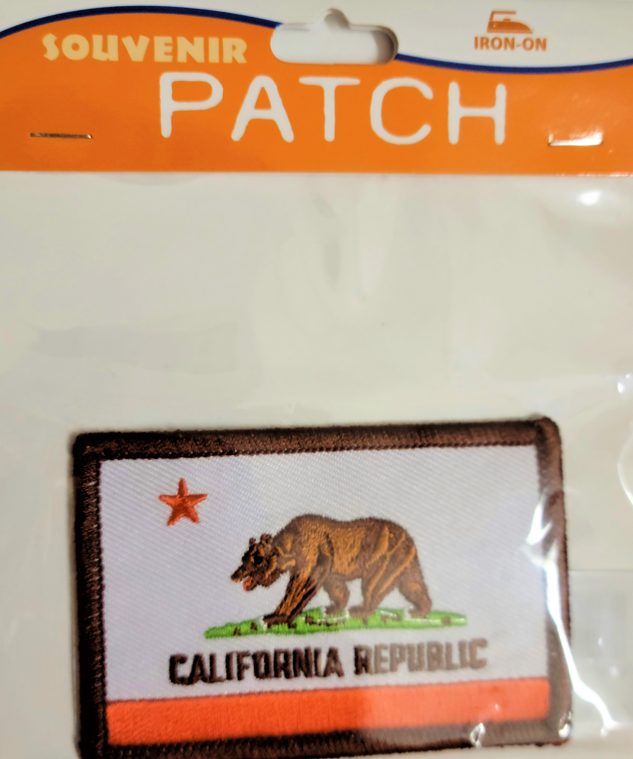 SOUVENIR
IRON-ON
PATCH
CALIFORNIA REPUBLIC